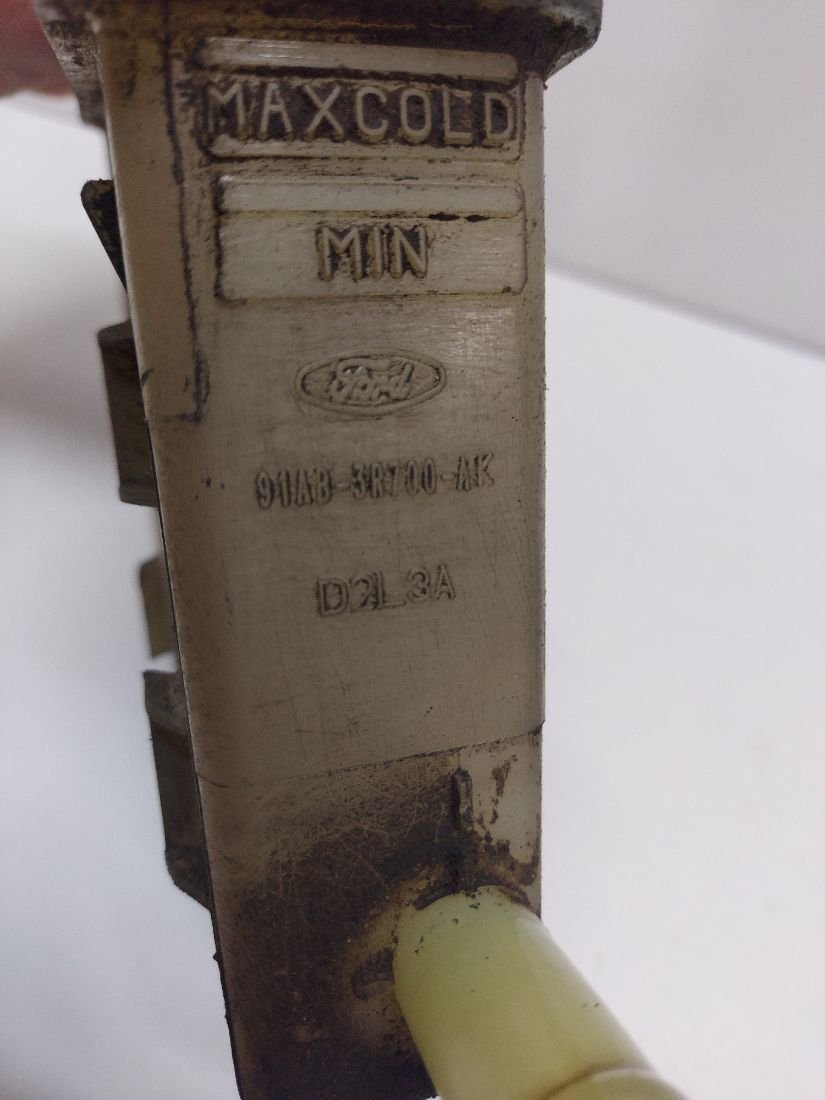 MAXCOLD
MIN
Ford
91AB-3R700-AK
D2L3A